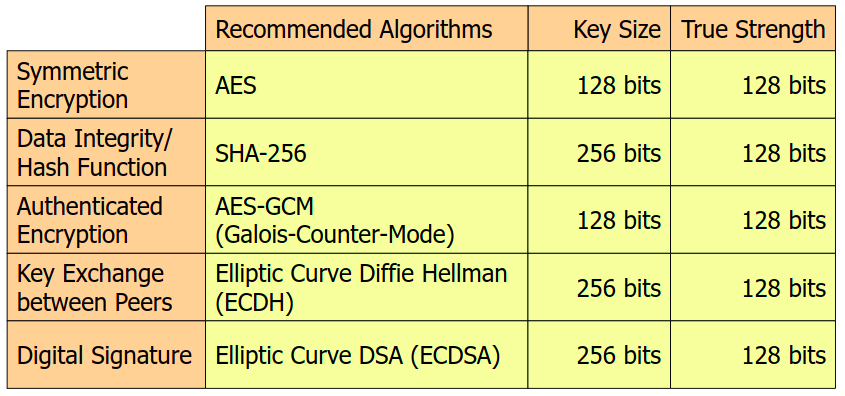 Recommended Algorithms Key Size True Strength
Symmetric
Encryption
AES 128 bits 128 bits
Data Integrity/
Hash Function
SHA-256 256 bits 128 bits
Authenticated
Encryption
AES-GCM
(Galois-Counter-Mode)
128 bits 128 bits
Key Exchange
between Peers
Elliptic Curve Diffie Hellman
(ECDH)
256 bits 128 bits
Digital Signature Elliptic Curve DSA (ECDSA) 256 bits 128 bits